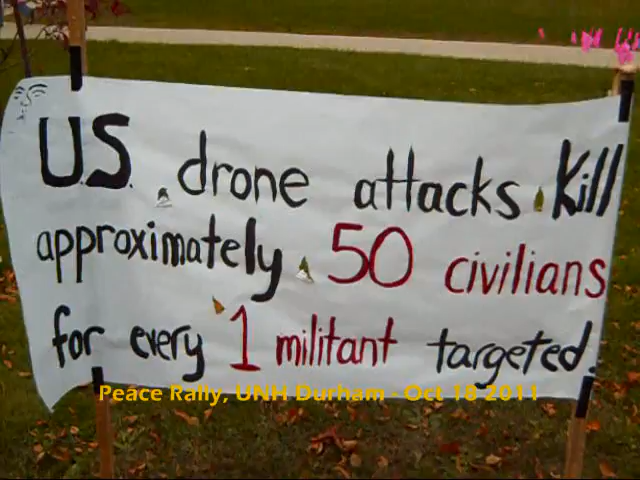 U.S. drone attacks Kill
approximately 50 civilians
for every 1 militant targeted.
Peace Rally, UNH Durham - Oct 18 2011